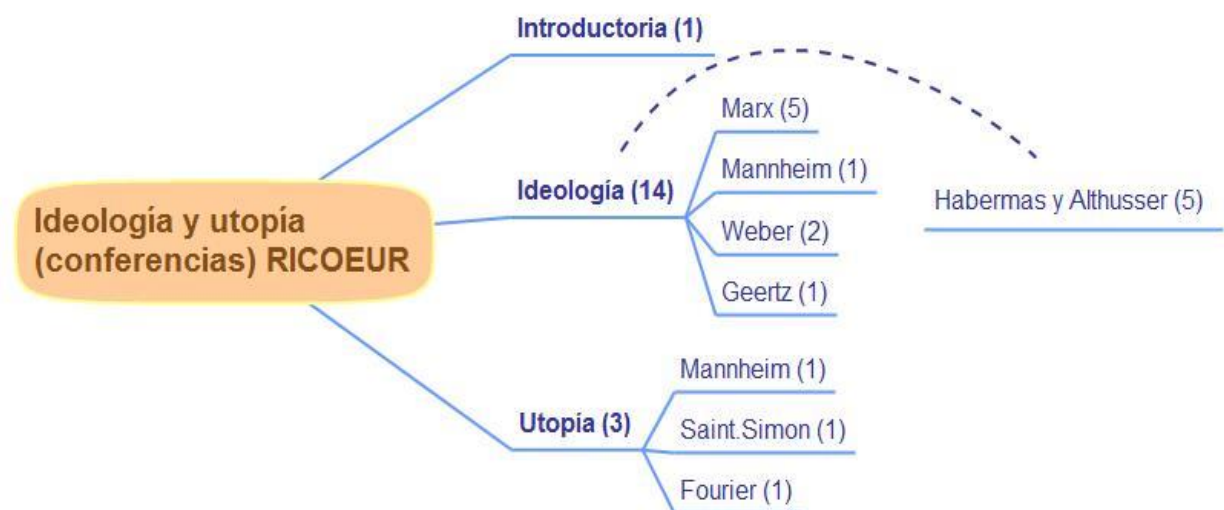 Introductoria (1)
Marx (5)
Mannheim (1)
Ideología (14)
Habermas y Althusser (5)
Weber (2)
Geertz (1)
Ideología y utopía
(conferencias) RICOEUR
Mannheim (1)
Utopía (3)
Saint.Simon (1)
Fourier (1)